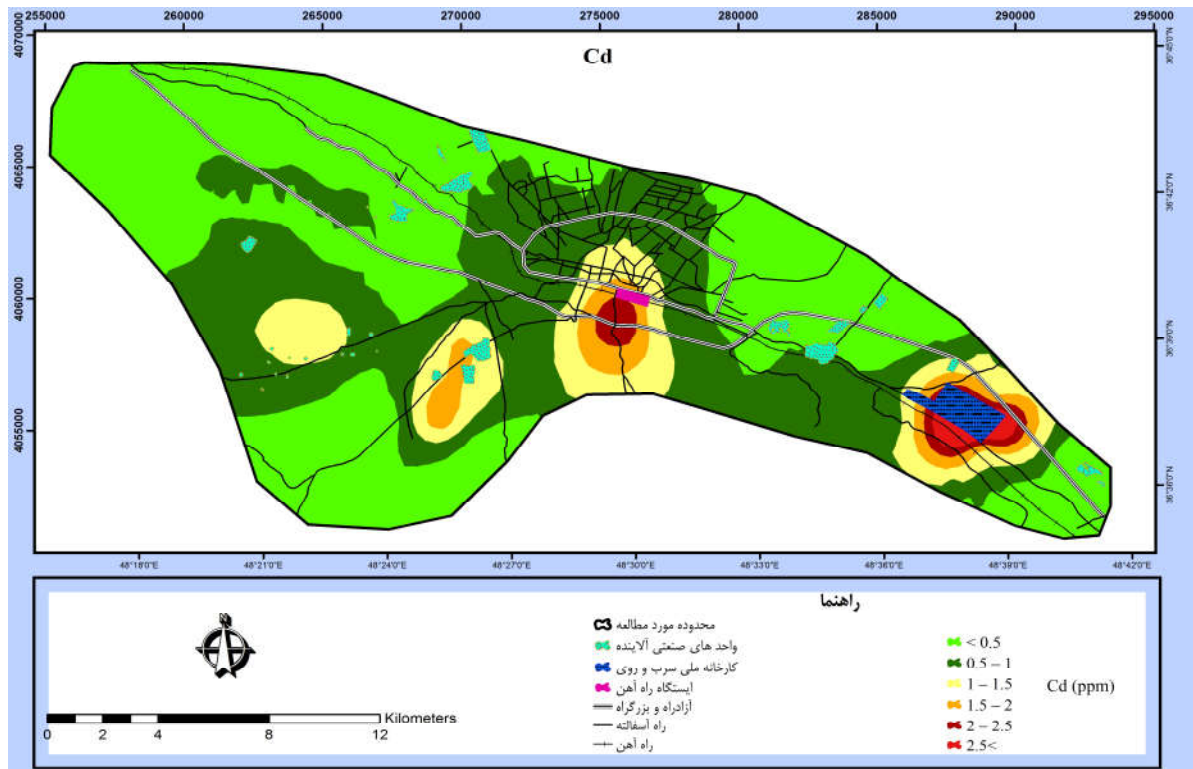 255000 260000 265000 270000 275000 280000 285000 290000 295000
Cd
4070000
4065000
4060000
4055000
36°45'0"N
36°42'0"N
36°39'0"N
36°36'0"N
48°18'0"E 48°21'0"E 48°24'0"E 48°27'0"E 48°30'0"E 48°33'0"E 48°36'0"E 48°39'0"E 48°42'0"E
راهنما
محدوده مورد مطالعه
واحد های صنعتی آلاینده
کارخانه ملی سرب و روی
ایستگاه راه آهن
آزادراه و بزرگراه
راه آسفالته
راه آهن
< 0.5
0.5 – 1
1 – 1.5
1.5 – 2
2 – 2.5
2.5<
Cd (ppm)
N
Kilometers
0 2 4 8 12